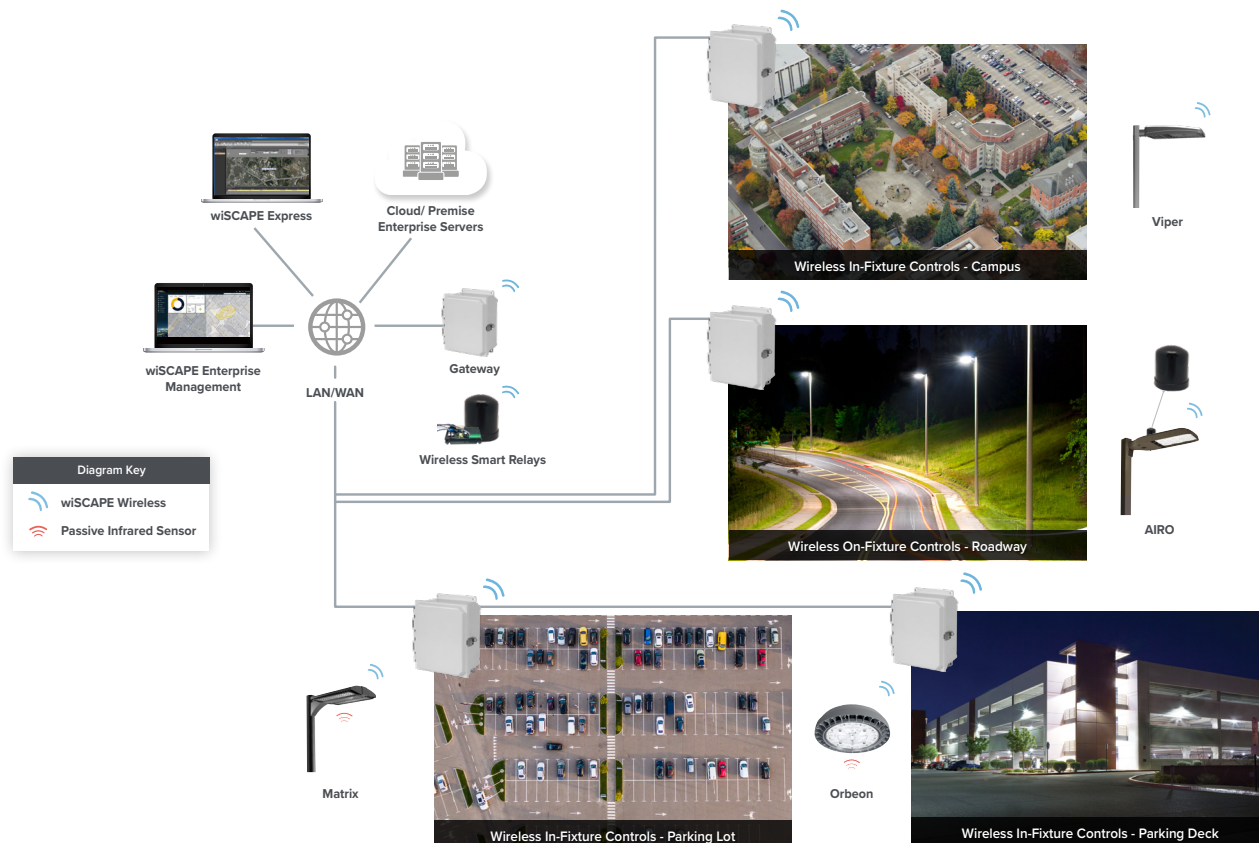 wiSCAPE Express
Cloud/ Premise
Enterprise Servers
wiSCAPE Enterprise
Management
LAN/WAN
Gateway
Wireless Smart Relays
Diagram Key
wiSCAPE Wireless
Passive Infrared Sensor
Wireless In-Fixture Controls - Campus
Viper
Wireless On-Fixture Controls - Roadway
AIRO
Matrix
Wireless In-Fixture Controls - Parking Lot
Orbeon
Wireless In-Fixture Controls - Parking Deck